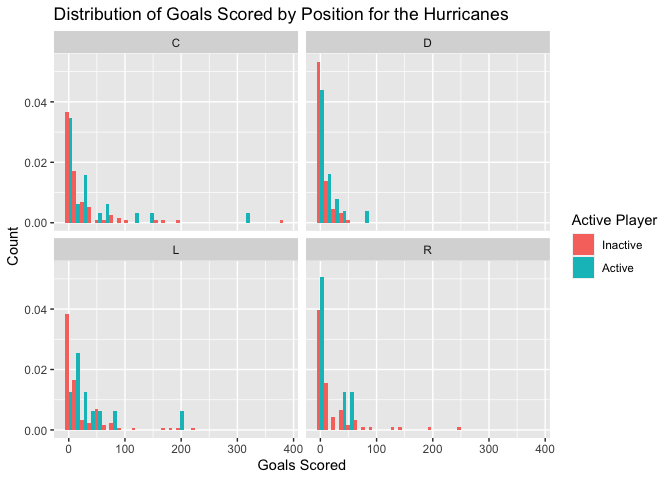 Distribution of Goals Scored by Position for the Hurricanes
C
D
0.04
0.02
0.00
L
R
0.04
0.02
0.00
0
100
200
300
400
0
100
200
300
400
Count
Goals Scored
Active Player
Inactive
Active